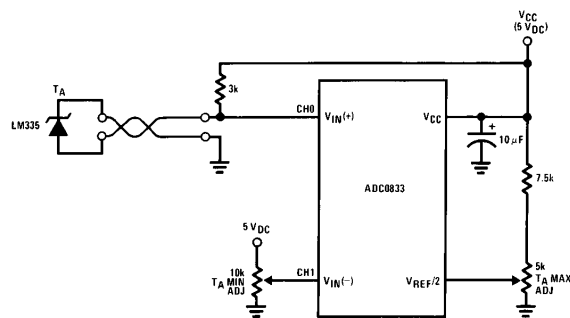 VCC
(5 VDC)
TA
3k
LM335
CH0
VIN(+)
VCC
+
10 µF
7.5k
ADC0833
5 VDC
10k
TA MIN
ADJ
CH1
VIN(−)
VREF/2
5k
TA MAX
ADJ